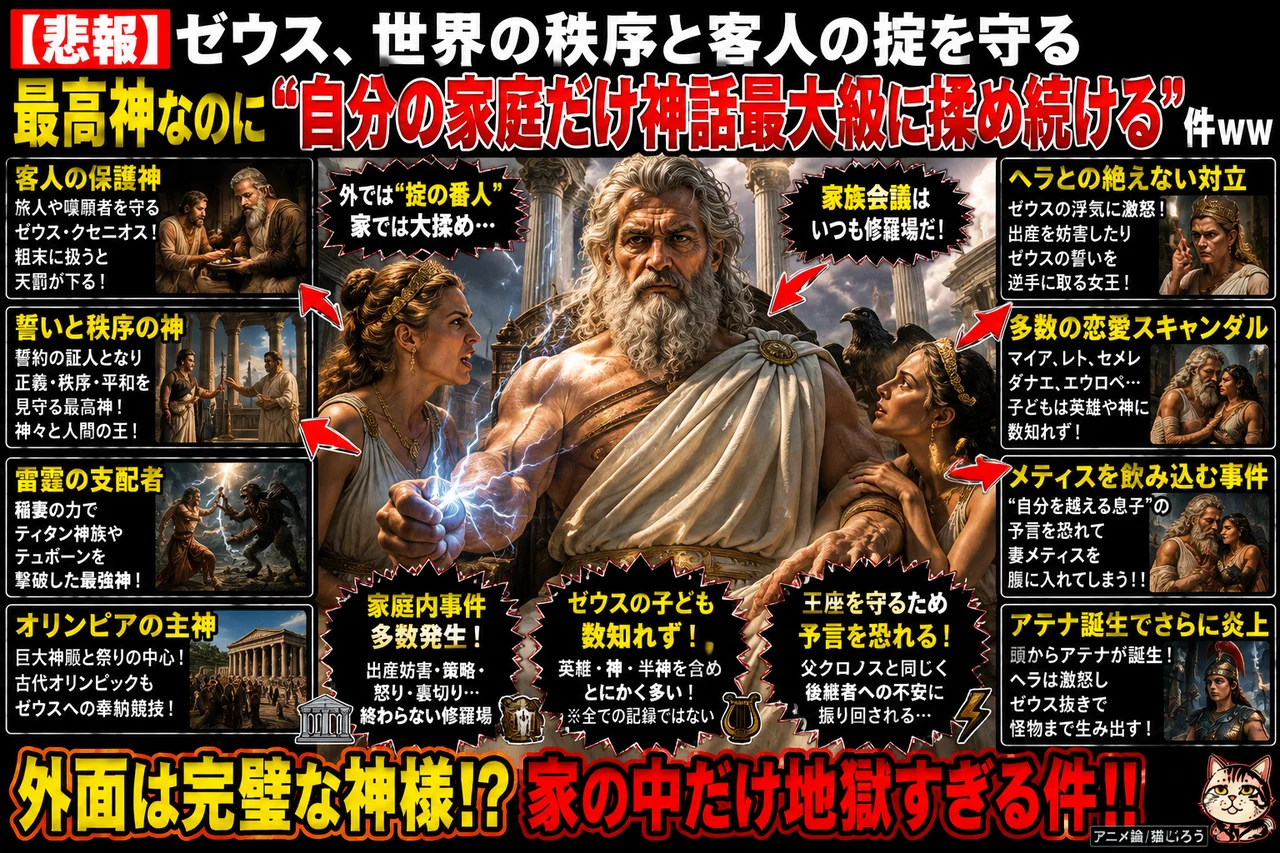 【悲報】ゼウス、世界の秩序と客人の掟を守る
最高神なのに“自分の家庭だけ神話最大級に揉め続ける”件ww
客人の保護神
旅人や嘆願者を守る
ゼウス・クセニオス!
粗末に扱うと
天罰が下る!
誓いと秩序の神
誓約の証人となり
正義・秩序・平和を
見守る最高神!
神々と人間の王!
雷霆の支配者
稲妻の力で
ティタン神族や
テュポーンを
撃破した最強神!
オリンピアの主神
巨大神殿と祭りの中心!
古代オリンピックも
ゼウスへの奉納競技!
外では“掟の番人”
家では大揉め…
家族会議は
いつも修羅場だ!
家庭内事件
多数発生!
出産妨害・策略・
怒り・裏切り…
終わらない修羅場
ゼウスの子ども
数知れず!
英雄・神・半神を含め
とにかく多い!
※全ての記録ではない
王座を守るため
予言を恐れる!
父クロノスと同じく
後継者への不安に
振り回される…
ヘラとの絶えない対立
ゼウスの浮気に激怒!
出産を妨害したり
ゼウスの誓いを
逆手に取る女王!
多数の恋愛スキャンダル
マイア、レト、セメレ
ダナエ、エウロペ…
子どもは英雄や神に
数知れず!
メティスを飲み込む事件
“自分を越える息子”の
予言を恐れて
妻メティスを
腹に入れてしまう!!
アテナ誕生でさらに炎上
頭からアテナが誕生!
ヘラは激怒し
ゼウス抜きで
怪物まで生み出す!
外面は完璧な神様!? 家の中だけ地獄すぎる件!!
アニメ論/猫じろう